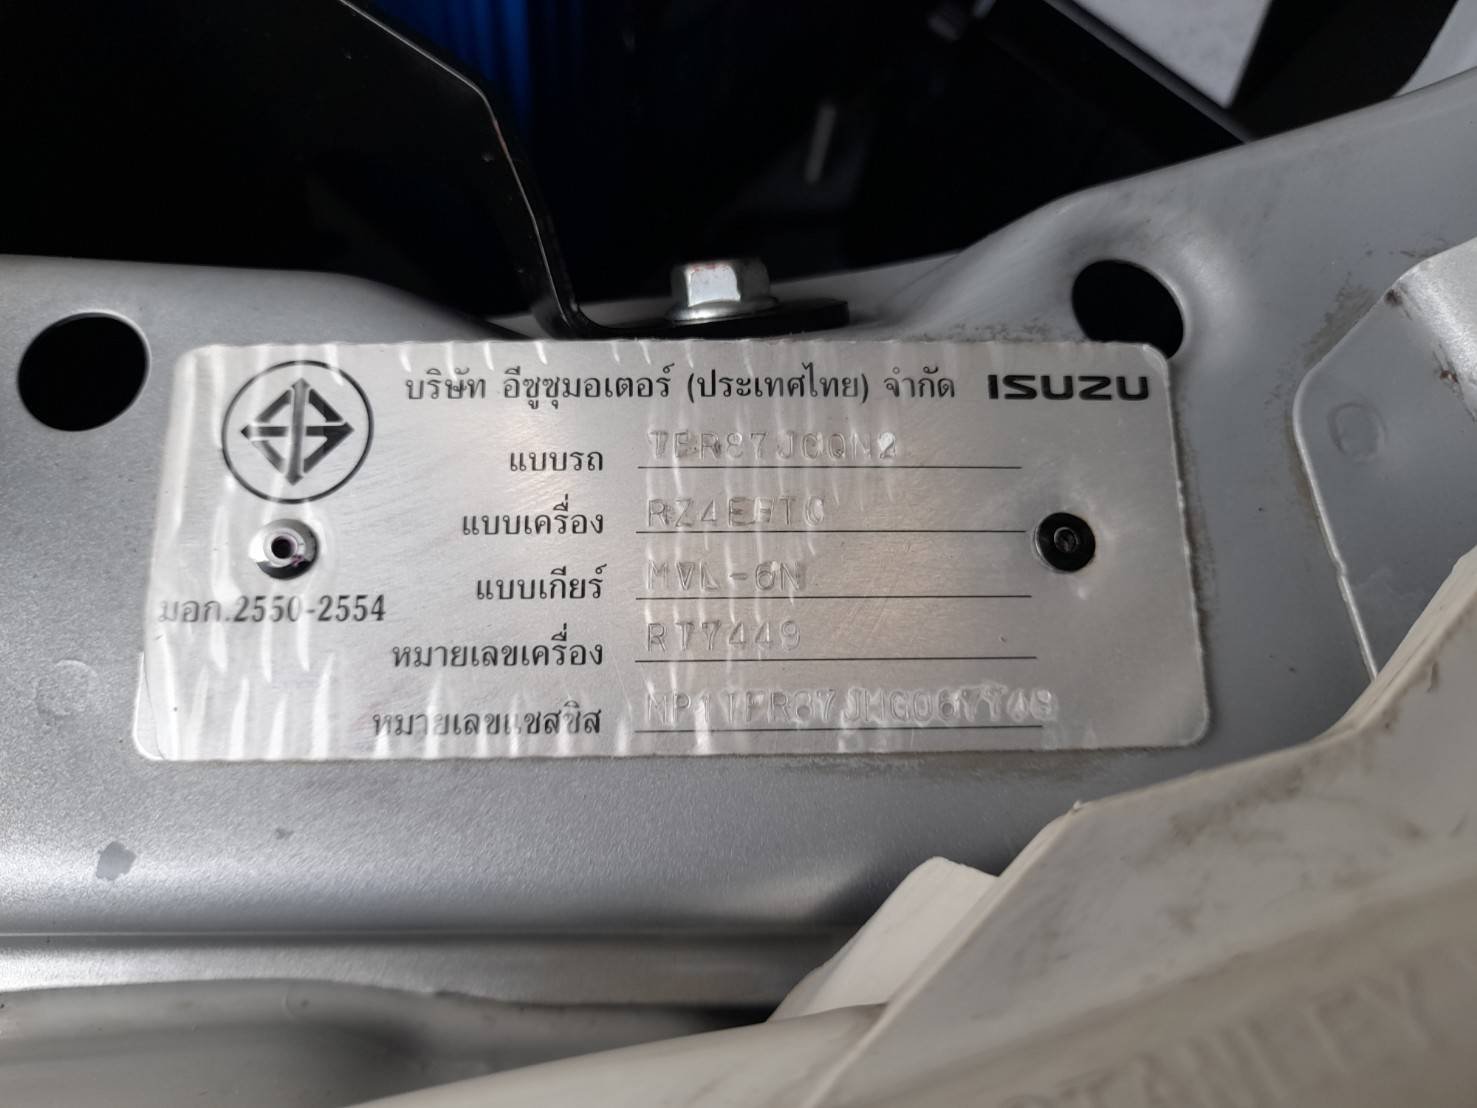 บริษัท อีซูซุมอเตอร์ (ประเทศไทย) จำกัด ISUZU
แบบรถ TFR87JCQN2
แบบเครื่อง RZ4EHTC
แบบเกียร์ MVL-6N
มอก.2550-2554
หมายเลขเครื่อง RT7449
หมายเลขแชสซิส